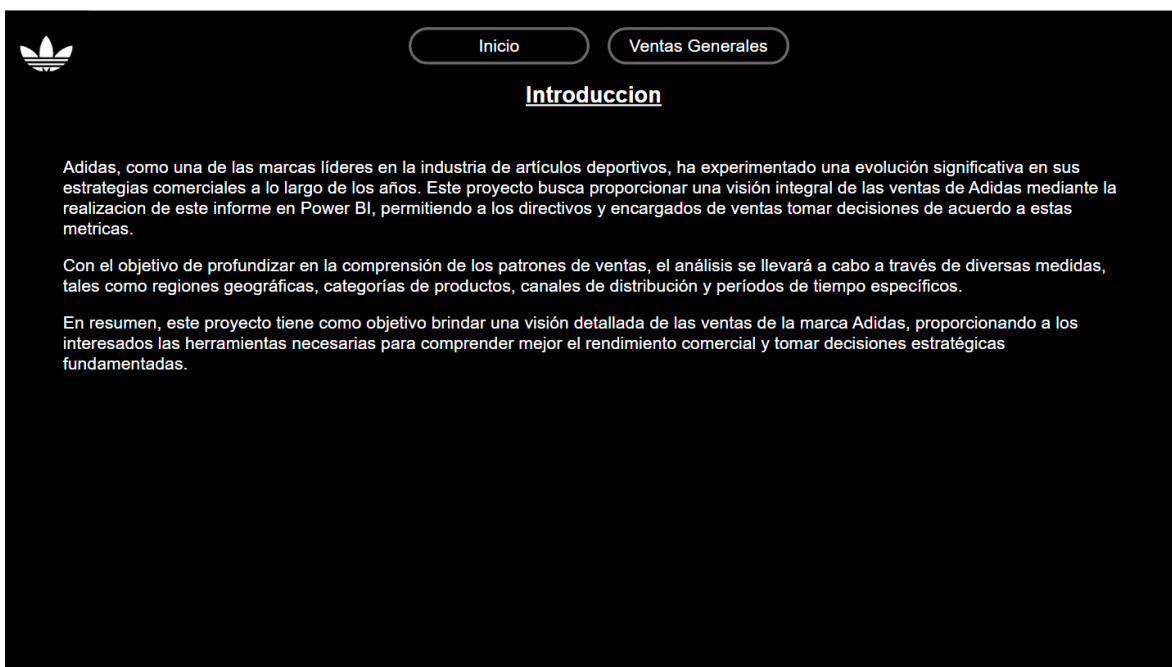 Inicio
Ventas Generales
Introduccion
Adidas, como una de las marcas líderes en la industria de artículos deportivos, ha experimentado una evolución significativa en sus
estrategias comerciales a lo largo de los años. Este proyecto busca proporcionar una visión integral de las ventas de Adidas mediante la
realizacion de este informe en Power BI, permitiendo a los directivos y encargados de ventas tomar decisiones de acuerdo a estas
metricas.
Con el objetivo de profundizar en la comprensión de los patrones de ventas, el análisis se llevará a cabo a través de diversas medidas,
tales como regiones geográficas, categorías de productos, canales de distribución y períodos de tiempo específicos.
En resumen, este proyecto tiene como objetivo brindar una visión detallada de las ventas de la marca Adidas, proporcionando a los
interesados las herramientas necesarias para comprender mejor el rendimiento comercial y tomar decisiones estratégicas
fundamentadas.